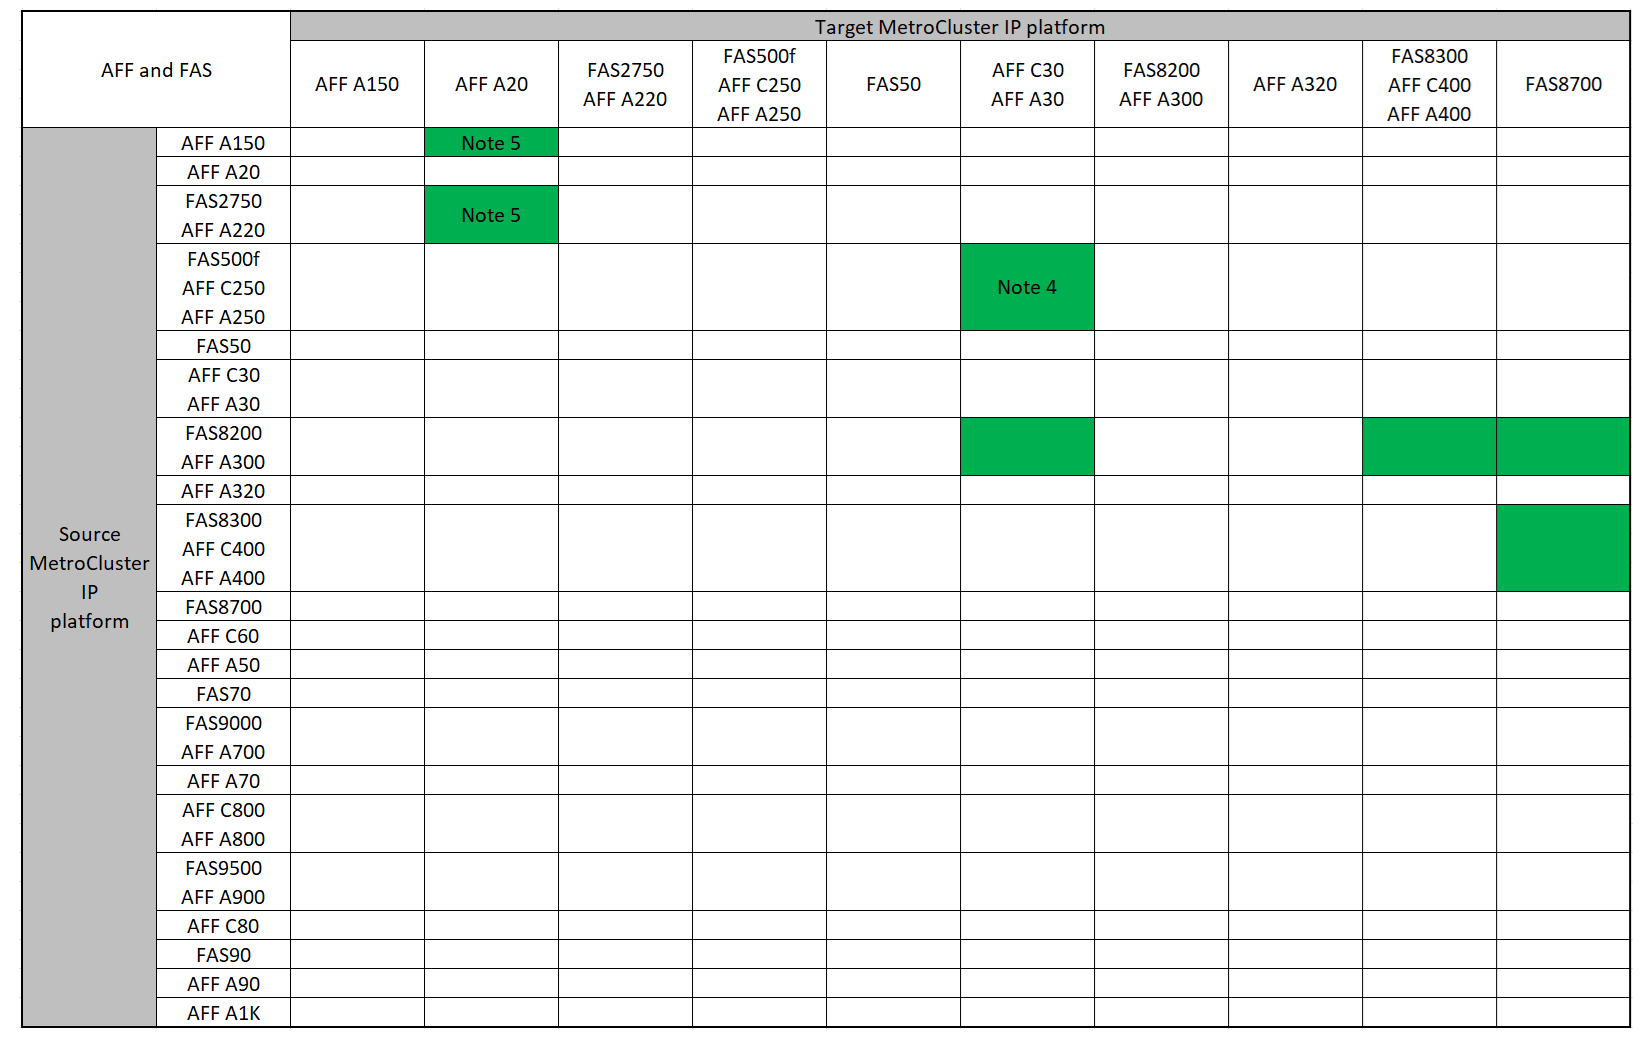 Target MetroCluster IP platform
AFF and FAS
AFF A150
AFF A20
FAS2750
AFF A220
FAS500f
AFF C250
AFF A250
FAS50
AFF C30
AFF A30
FAS8200
AFF A300
AFF A320
FAS8300
AFF C400
AFF A400
FAS8700
Source
MetroCluster
IP
platform
AFF A150
Note 5
AFF A20
FAS2750
AFF A220
Note 5
FAS500f
AFF C250
AFF A250
Note 4
FAS50
AFF C30
AFF A30
FAS8200
AFF A300
AFF A320
FAS8300
AFF C400
AFF A400
FAS8700
AFF C60
AFF A50
FAS70
FAS9000
AFF A700
AFF A70
AFF C800
AFF A800
FAS9500
AFF A900
AFF C80
FAS90
AFF A90
AFF A1K